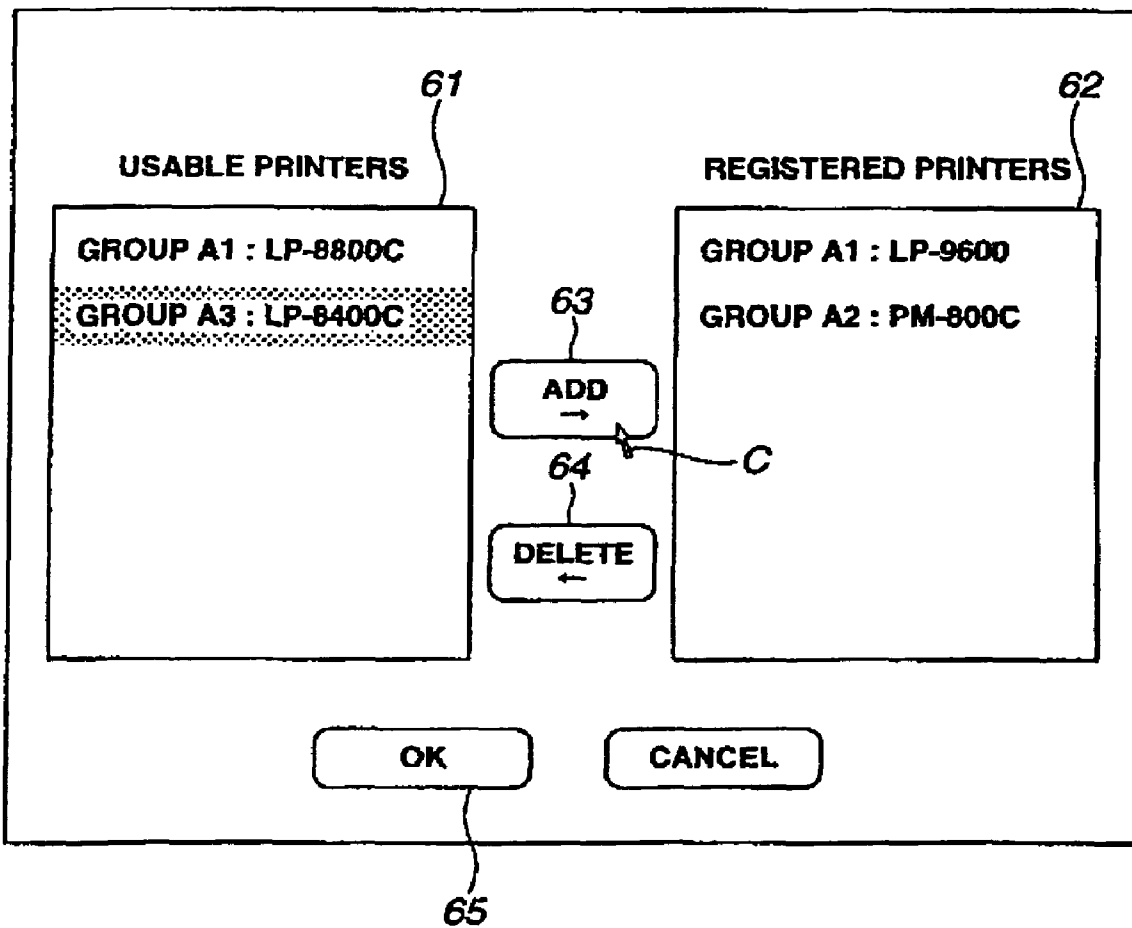 61
62
USABLE PRINTERS
REGISTERED PRINTERS
GROUP A1 : LP-8800C
GROUP A3 : LP-8400C
GROUP A1 : LP-9600
GROUP A2 : PM-800C
63
ADD
→
C
64
DELETE
←
OK
CANCEL
65